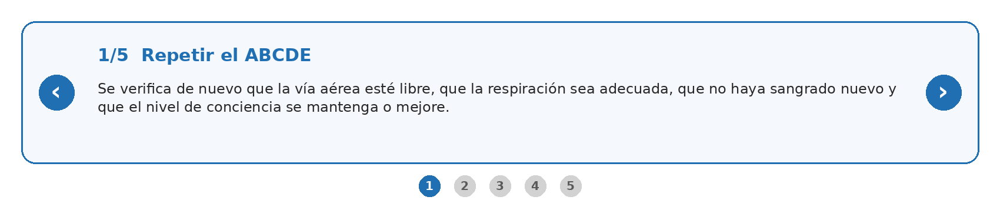 1/5 Repetir el ABCDE
Se verifica de nuevo que la vía aérea esté libre, que la respiración sea adecuada, que no haya sangrado nuevo y
que el nivel de conciencia se mantenga o mejore.
‹ ›
1 2 3 4 5